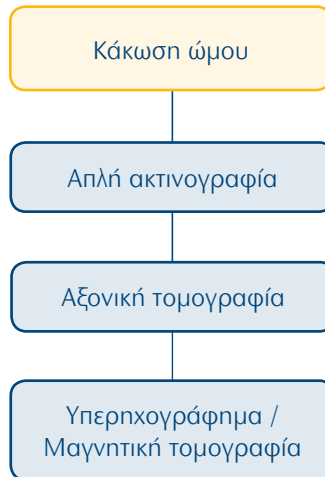 Κάκωση ώμου
Απλή ακτινογραφία
Αξονική τομογραφία
Υπερηχογράφημα /
Μαγνητική τομογραφία